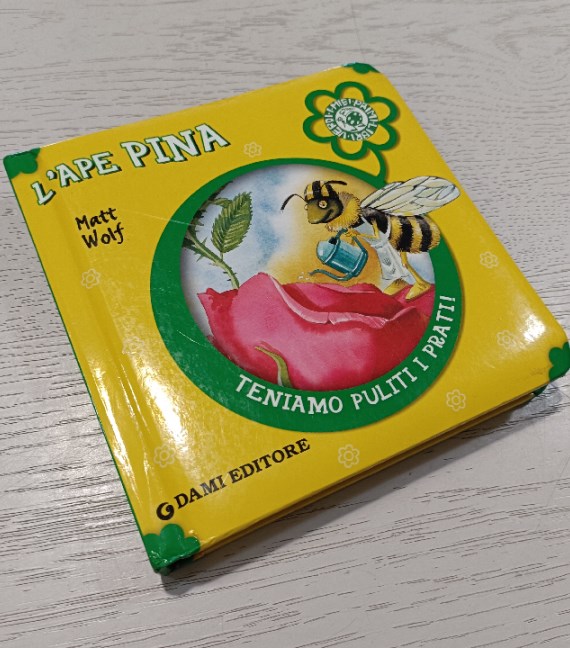 L'APE PINA
Matt
Wolf
TENIAMO PULITI I PRATI!
DAMI EDITORE